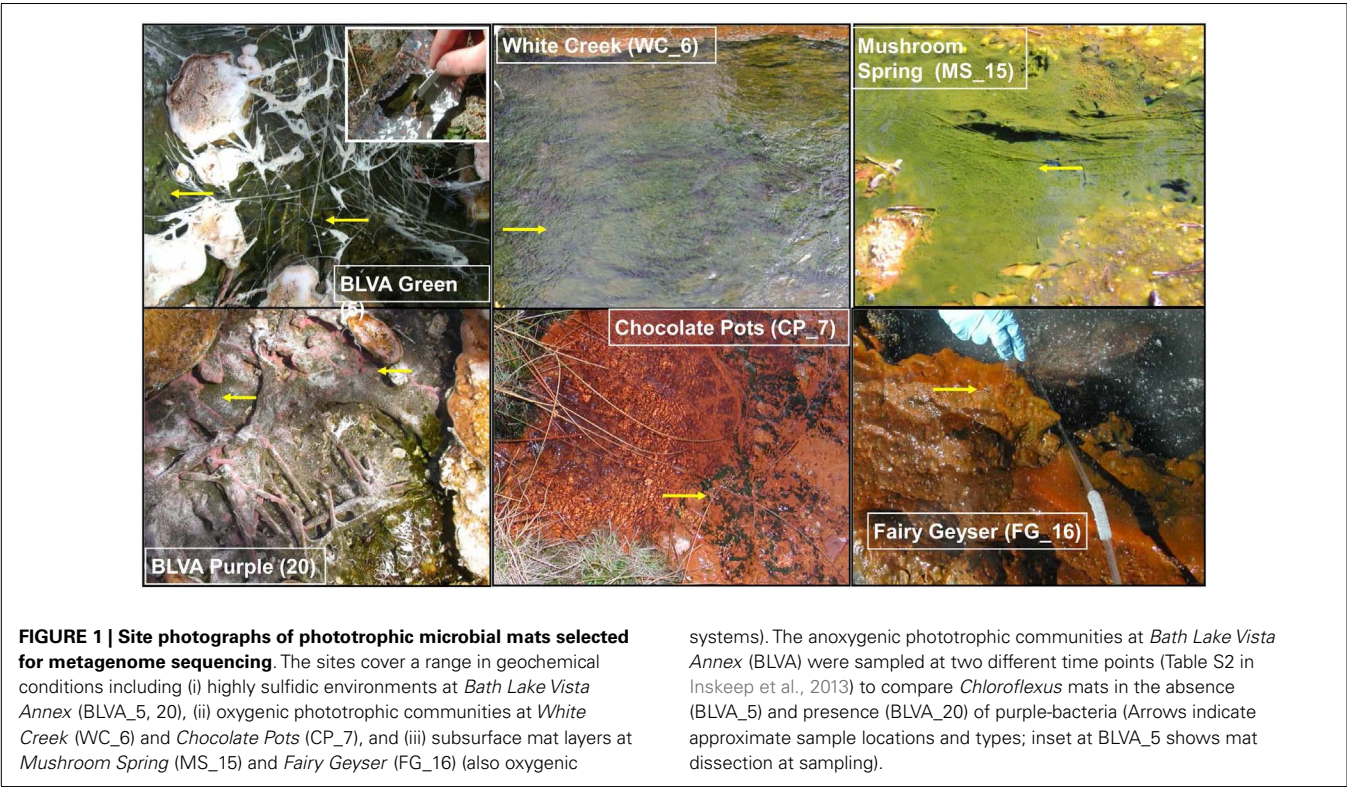 White Creek (WC_6)
Mushroom
Spring (MS_15)
BLVA Green
(5)
Chocolate Pots (CP_7)
BLVA Purple (20)
Fairy Geyser (FG_16)
FIGURE 1 | Site photographs of phototrophic microbial mats selected
for metagenome sequencing. The sites cover a range in geochemical
conditions including (i) highly sulfidic environments at Bath Lake Vista
Annex (BLVA_5, 20), (ii) oxygenic phototrophic communities at White
Creek (WC_6) and Chocolate Pots (CP_7), and (iii) subsurface mat layers at
Mushroom Spring (MS_15) and Fairy Geyser (FG_16) (also oxygenic
systems). The anoxygenic phototrophic communities at Bath Lake Vista
Annex (BLVA) were sampled at two different time points (Table S2 in
Inskeep et al., 2013) to compare Chloroflexus mats in the absence
(BLVA_5) and presence (BLVA_20) of purple-bacteria (Arrows indicate
approximate sample locations and types; inset at BLVA_5 shows mat
dissection at sampling).